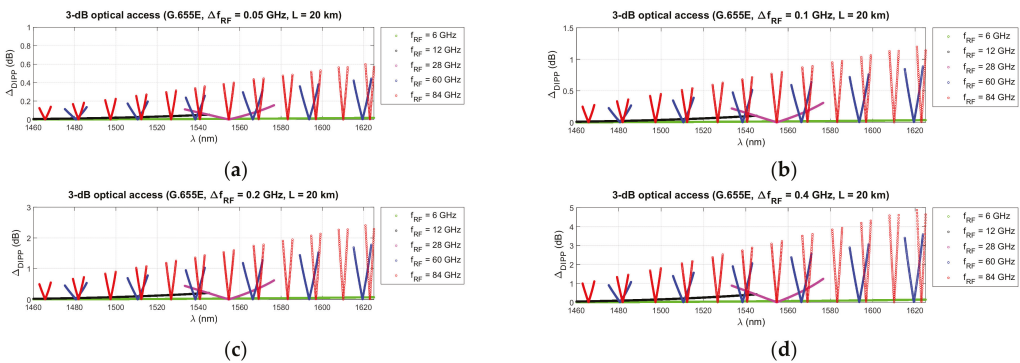 3-dB optical access (G.655E, Δf_RF = 0.05 GHz, L = 20 km)
Δ_DIPP (dB)
1
0.8
0.6
0.4
0.2
0
1460 1480 1500 1520 1540 1560 1580 1600 1620
λ (nm)
f_RF = 6 GHz
f_RF = 12 GHz
f_RF = 28 GHz
f_RF = 60 GHz
f_RF = 84 GHz
(a)
3-dB optical access (G.655E, Δf_RF = 0.1 GHz, L = 20 km)
Δ_DIPP (dB)
1.5
1
0.5
0
1460 1480 1500 1520 1540 1560 1580 1600 1620
λ (nm)
f_RF = 6 GHz
f_RF = 12 GHz
f_RF = 28 GHz
f_RF = 60 GHz
f_RF = 84 GHz
(b)
3-dB optical access (G.655E, Δf_RF = 0.2 GHz, L = 20 km)
Δ_DIPP (dB)
3
2
1
0
1460 1480 1500 1520 1540 1560 1580 1600 1620
λ (nm)
f_RF = 6 GHz
f_RF = 12 GHz
f_RF = 28 GHz
f_RF = 60 GHz
f_RF = 84 GHz
(c)
3-dB optical access (G.655E, Δf_RF = 0.4 GHz, L = 20 km)
Δ_DIPP (dB)
5
4
3
2
1
0
1460 1480 1500 1520 1540 1560 1580 1600 1620
λ (nm)
f_RF = 6 GHz
f_RF = 12 GHz
f_RF = 28 GHz
f_RF = 60 GHz
f_RF = 84 GHz
(d)